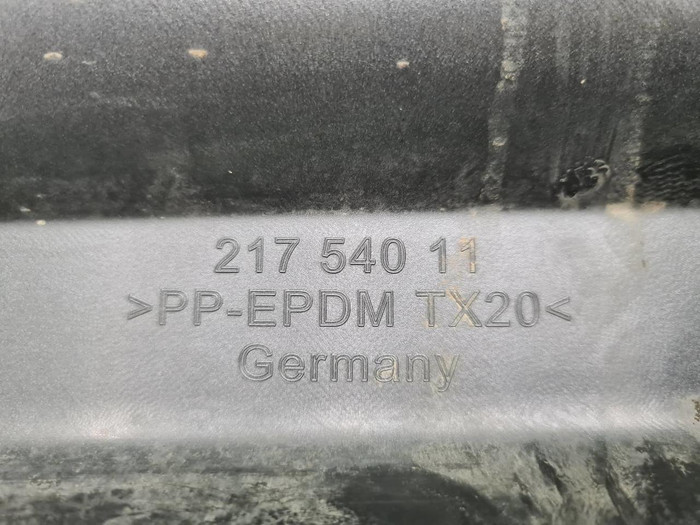 217 540 11
>PP-EPDM TX20<
Germany